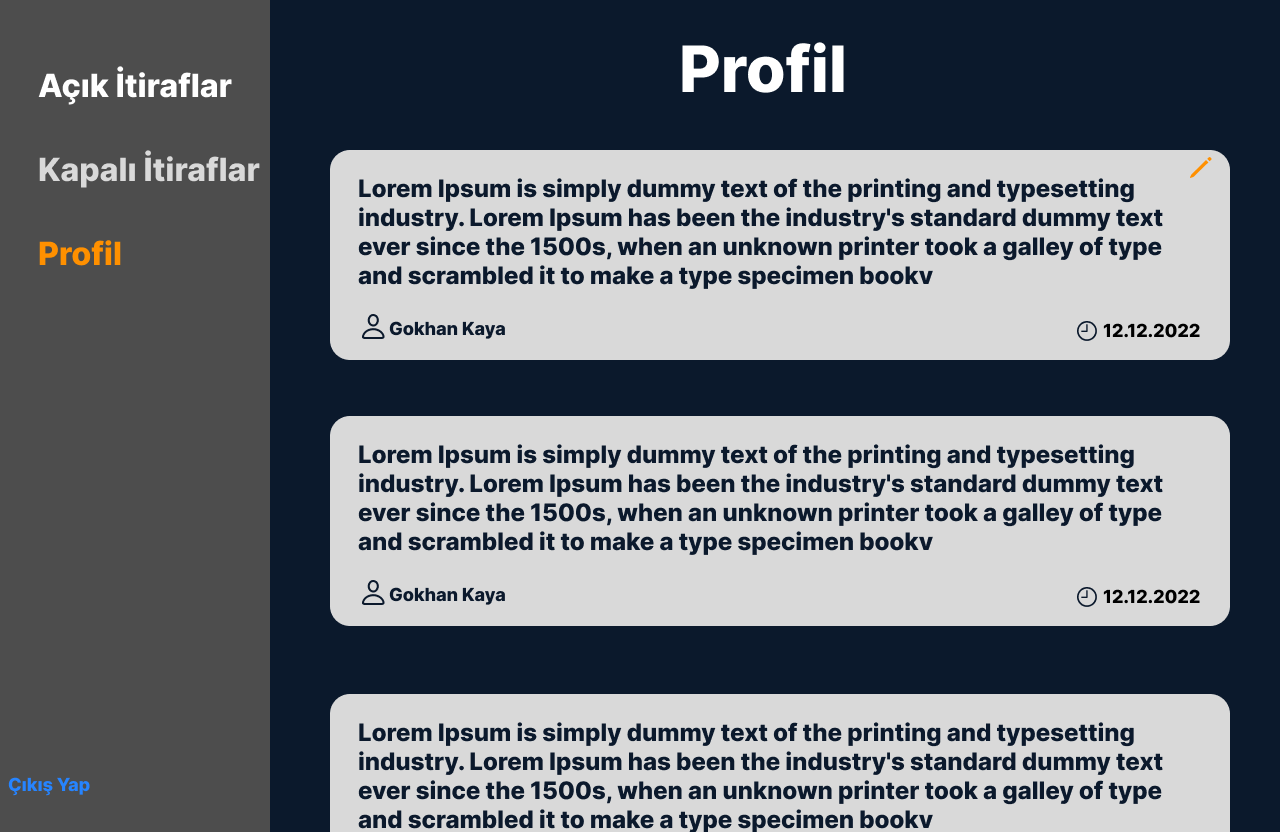 Açık İtiraflar
Kapalı İtiraflar
Profil
Çıkış Yap
Profil
Lorem Ipsum is simply dummy text of the printing and typesetting
industry. Lorem Ipsum has been the industry's standard dummy text
ever since the 1500s, when an unknown printer took a galley of type
and scrambled it to make a type specimen bookv
Gokhan Kaya
12.12.2022
Lorem Ipsum is simply dummy text of the printing and typesetting
industry. Lorem Ipsum has been the industry's standard dummy text
ever since the 1500s, when an unknown printer took a galley of type
and scrambled it to make a type specimen bookv
Gokhan Kaya
12.12.2022
Lorem Ipsum is simply dummy text of the printing and typesetting
industry. Lorem Ipsum has been the industry's standard dummy text
ever since the 1500s, when an unknown printer took a galley of type
and scrambled it to make a type specimen bookv